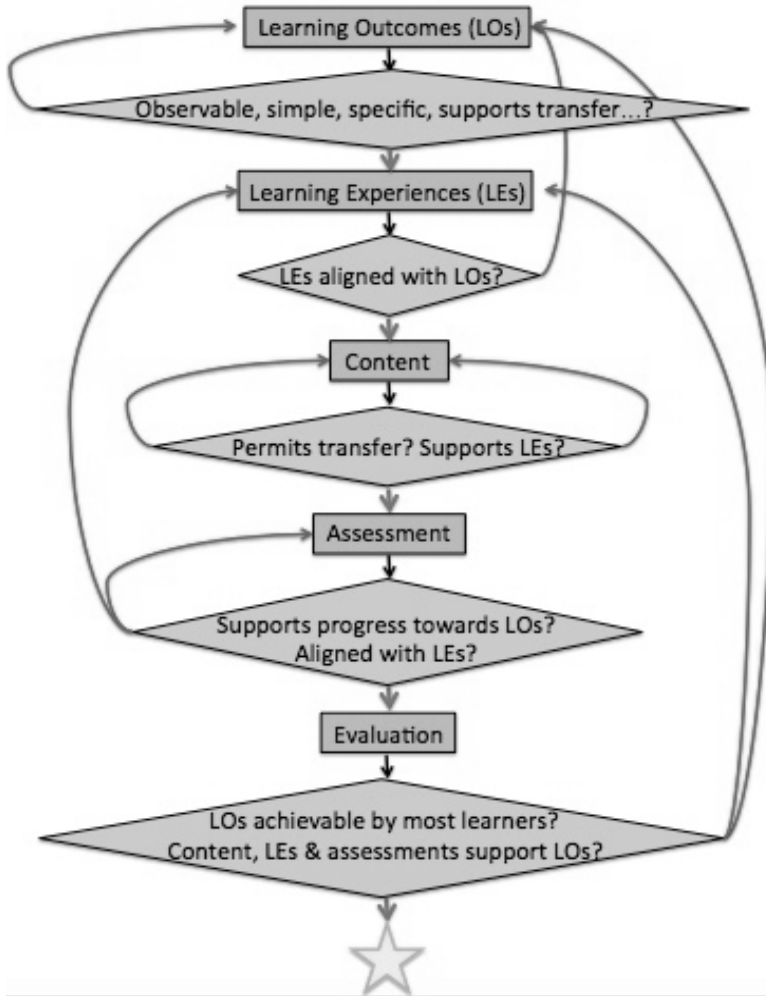 Learning Outcomes (LOs)
Observable, simple, specific, supports transfer...?
Learning Experiences (LEs)
LEs aligned with LOs?
Content
Permits transfer? Supports LEs?
Assessment
Supports progress towards LOs?
Aligned with LEs?
Evaluation
LOs achievable by most learners?
Content, LEs & assessments support LOs?